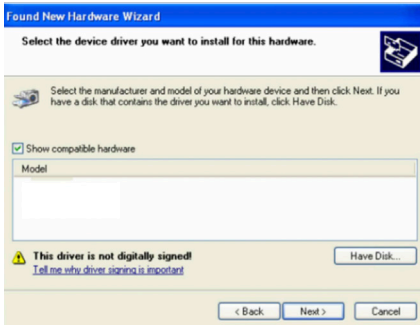 Found New Hardware Wizard
Select the device driver you want to install for this hardware.
Select the manufacturer and model of your hardware device and then click Next. If you
have a disk that contains the driver you want to install, click Have Disk.
Show compatible hardware
Model
This driver is not digitally signed!
Have Disk...
Tell me why driver signing is important
< Back
Next >
Cancel